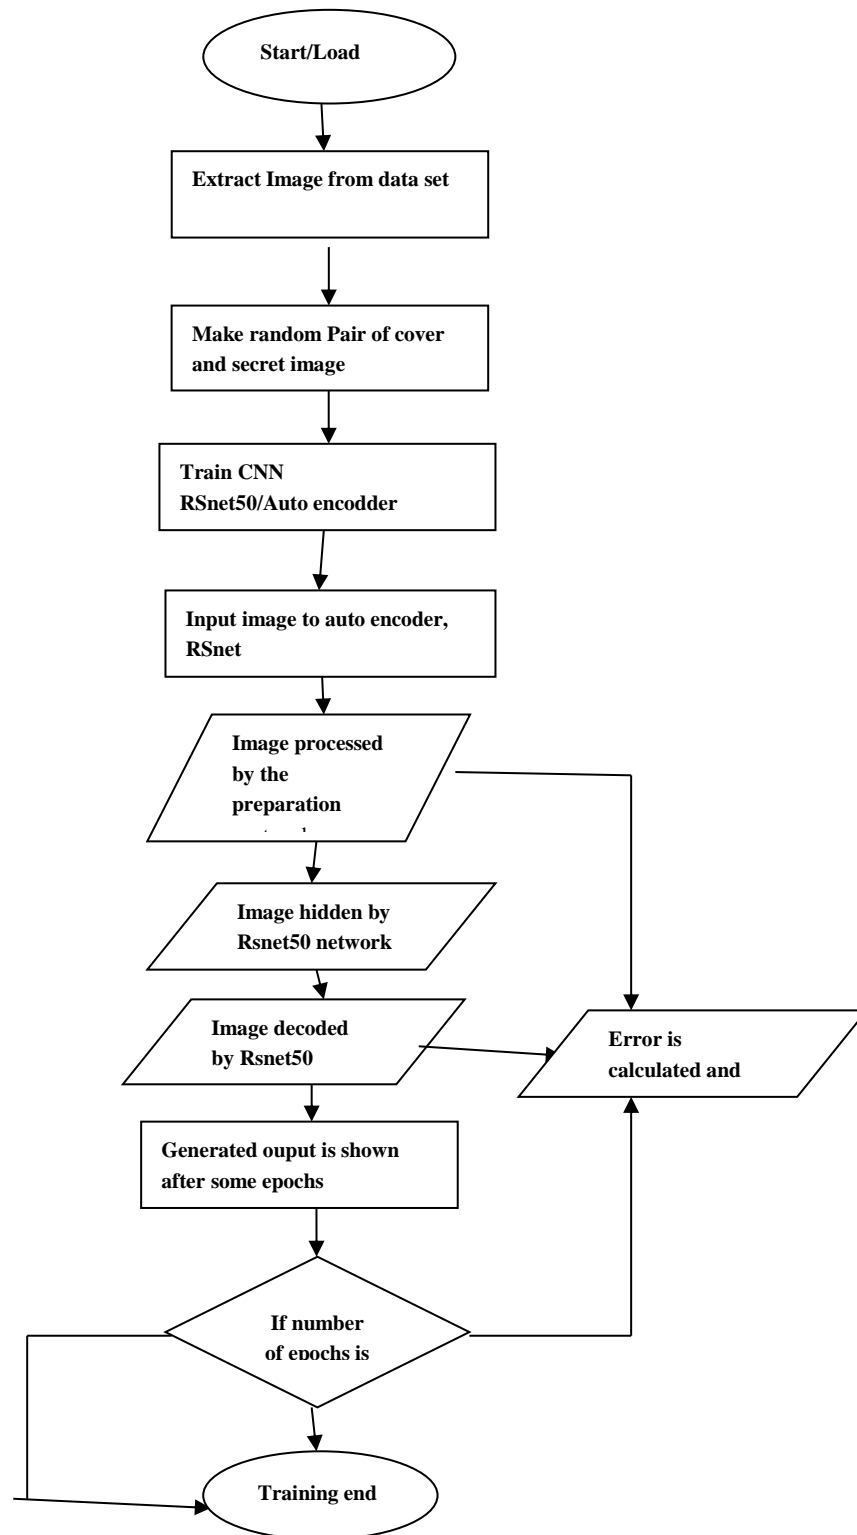 Start/Load
Extract Image from data set
Make random Pair of cover
and secret image
Train CNN
RSnet50/Auto encodder
Input image to auto encoder,
RSnet
Image processed
by the
preparation
Image hidden by
Rsnet50 network
Image decoded
by Rsnet50
Error is
calculated and
Generated ouput is shown
after some epochs
If number
of epochs is
Training end